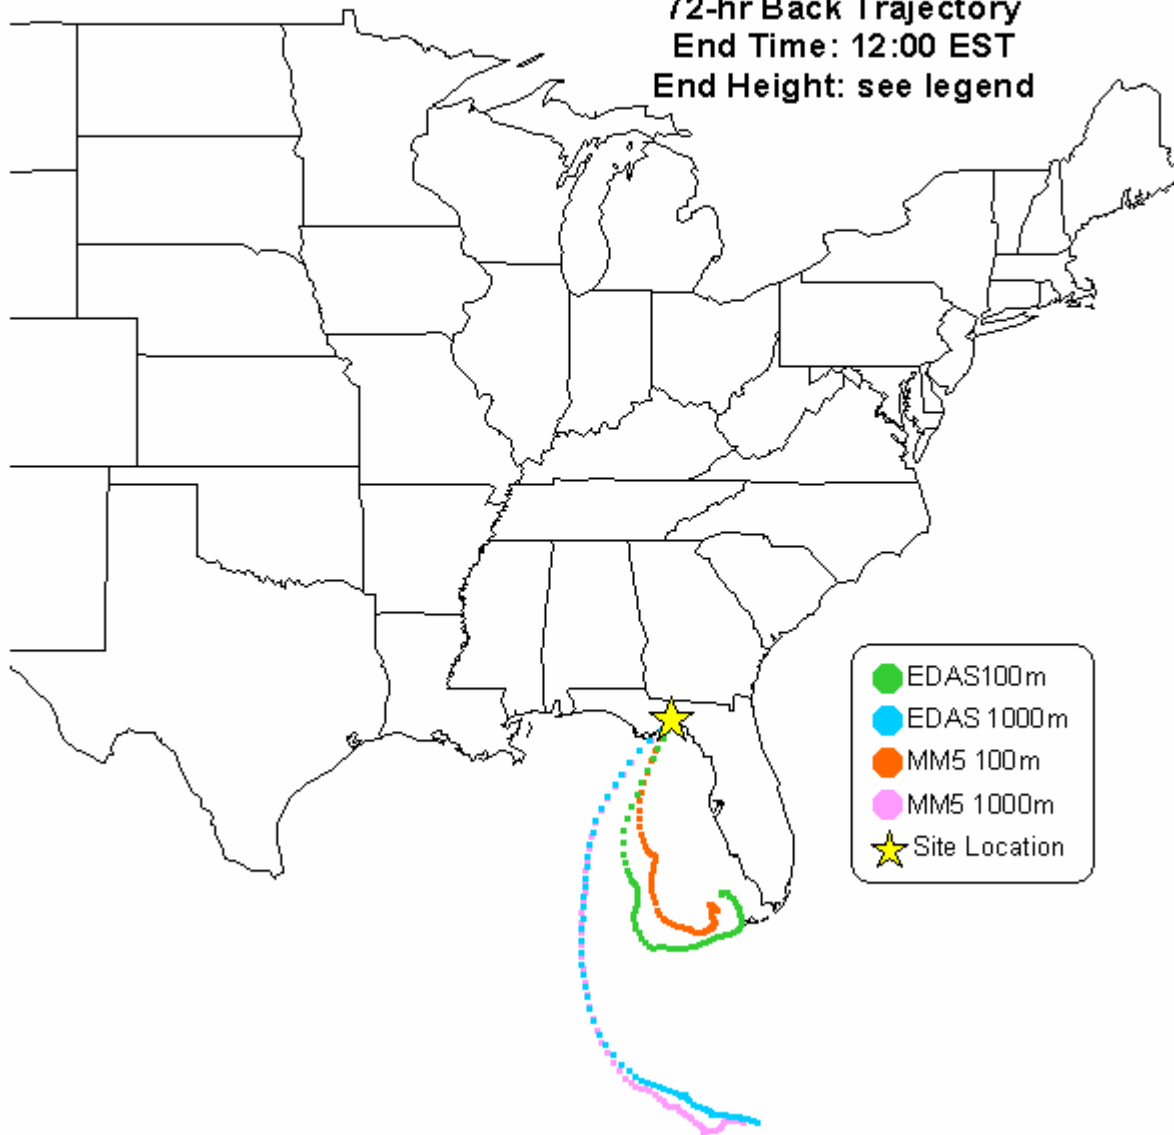 72-hr Back Trajectory
End Time: 12:00 EST
End Height: see legend
EDAS100m
EDAS 1000m
MM5 100m
MM5 1000m
Site Location